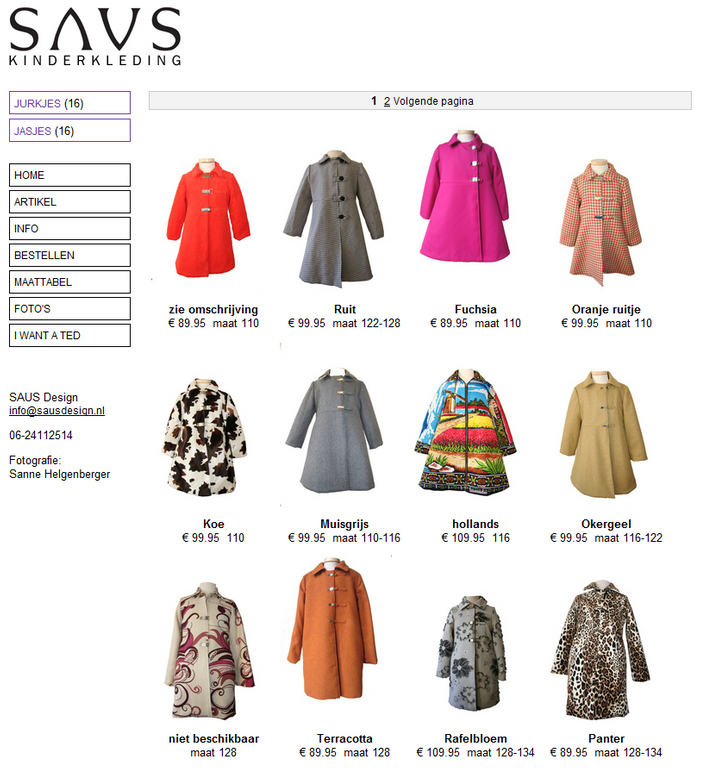 SAUS
KINDERKLEDING
JURKJES (16)
JASJES (16)
HOME
ARTIKEL
INFO
BESTELLEN
MAATTABEL
FOTO'S
I WANT A TED
SAUS Design
info@sausdesign.nl
06-24112514
Fotografie:
Sanne Helgenberger
1 2 Volgende pagina
zie omschrijving
€ 89.95 maat 110
Ruit
€ 99.95 maat 122-128
Fuchsia
€ 89.95 maat 110
Oranje ruitje
€ 99.95 maat 110
Koe
€ 99.95 110
Muisgrijs
€ 99.95 maat 110-116
hollands
€ 109.95 116
Okergeel
€ 99.95 maat 116-122
niet beschikbaar
maat 128
Terracotta
€ 89.95 maat 128
Rafelbloem
€ 109.95 maat 128-134
Panter
€ 89.95 maat 128-134